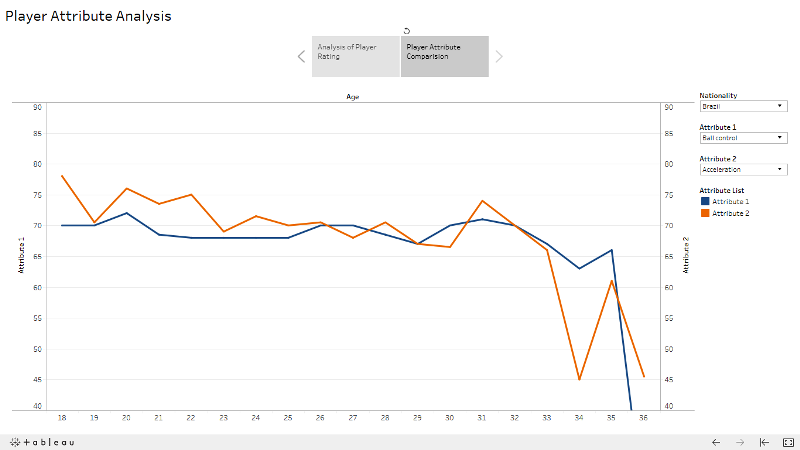 Player Attribute Analysis
Analysis of Player
Rating
Player Attribute
Comparision
Age
90
85
80
75
70
65
60
55
50
45
40
Attribute 1
90
85
80
75
70
65
60
55
50
45
40
Attribute 2
18 19 20 21 22 23 24 25 26 27 28 29 30 31 32 33 34 35 36
Nationality
Brazil
Attribute 1
Ball control
Attribute 2
Acceleration
Attribute List
Attribute 1
Attribute 2
+ableau